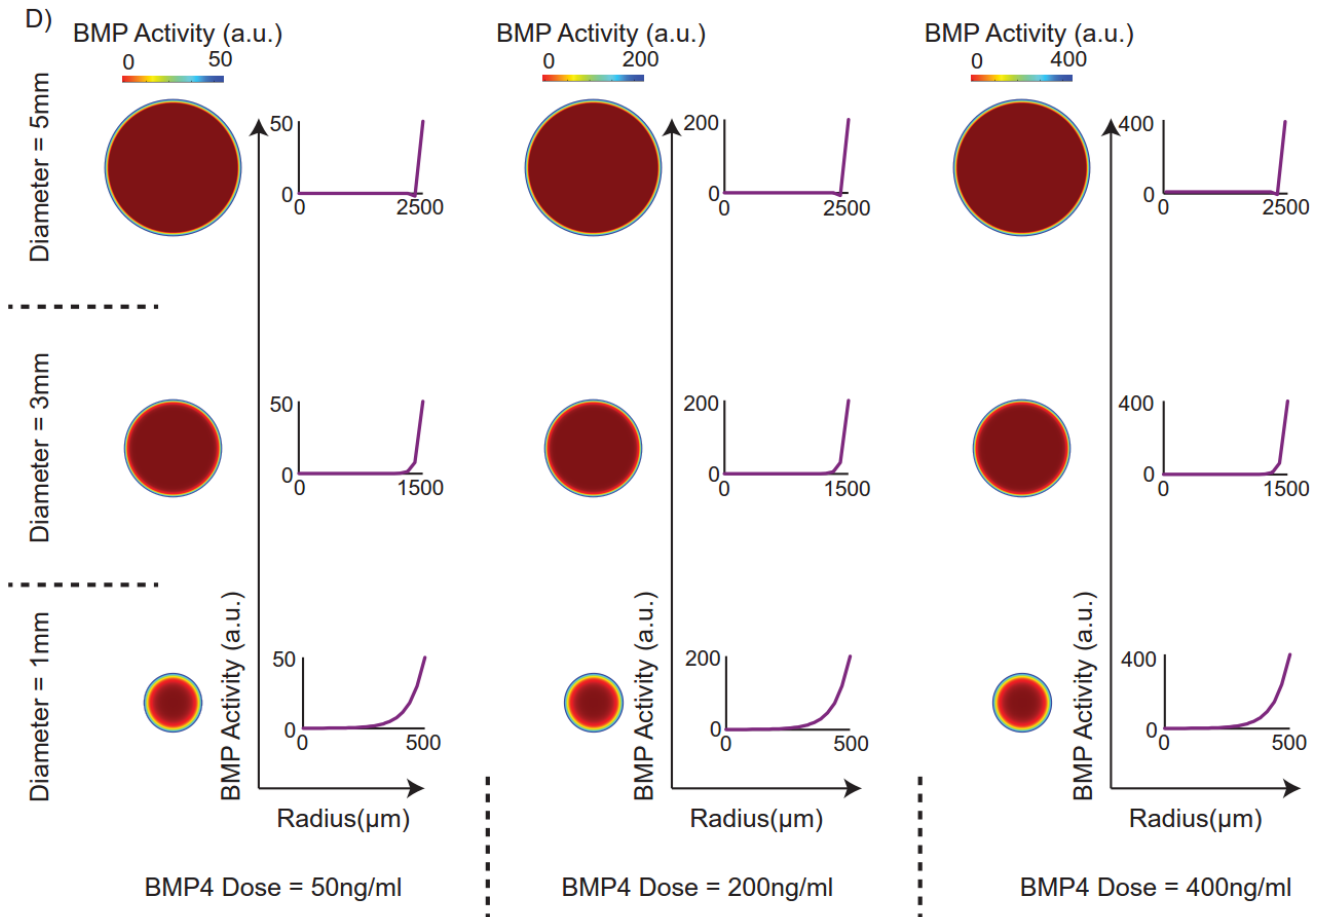 D)
BMP Activity (a.u.)
0 50
BMP Activity (a.u.)
0 200
BMP Activity (a.u.)
0 400
Diameter = 5mm
50
0
0 2500
200
0
0 2500
400
0
0 2500
Diameter = 3mm
50
0
0 1500
200
0
0 1500
400
0
0 1500
Diameter = 1mm
BMP Activity (a.u.)
50
0
0 500
BMP Activity (a.u.)
200
0
0 500
BMP Activity (a.u.)
400
0
0 500
Radius(µm)
Radius(µm)
Radius(µm)
BMP4 Dose = 50ng/ml
BMP4 Dose = 200ng/ml
BMP4 Dose = 400ng/ml